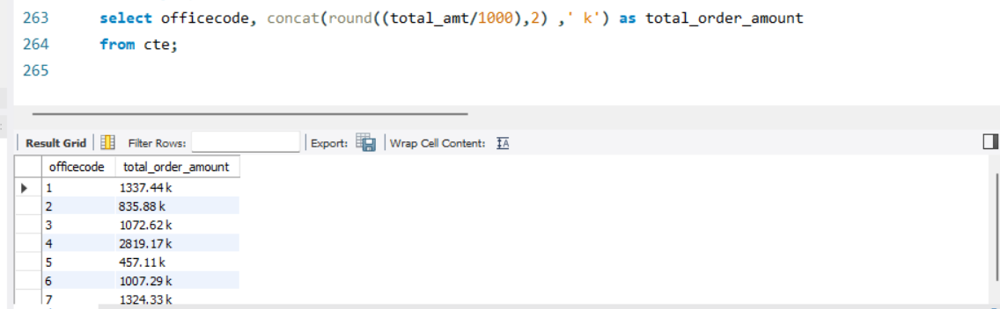 263 select officecode, concat(round((total_amt/1000),2) ,' k') as total_order_amount
264 from cte;
265
Result Grid Filter Rows: Export: Wrap Cell Content: IA
officecode total_order_amount
1 1337.44 k
2 835.88 k
3 1072.62 k
4 2819.17 k
5 457.11 k
6 1007.29 k
7 1324.33 k